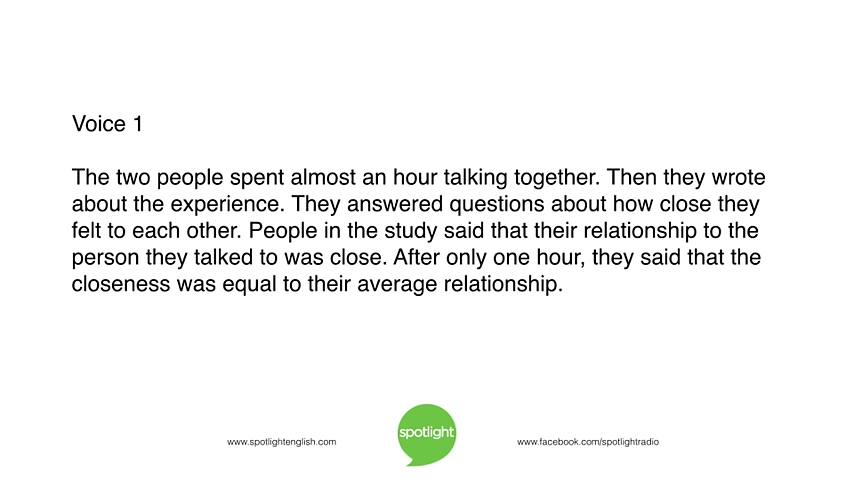 Voice 1
The two people spent almost an hour talking together. Then they wrote
about the experience. They answered questions about how close they
felt to each other. People in the study said that their relationship to the
person they talked to was close. After only one hour, they said that the
closeness was equal to their average relationship.
spotlight
www.spotlightenglish.com
www.facebook.com/spotlightradio